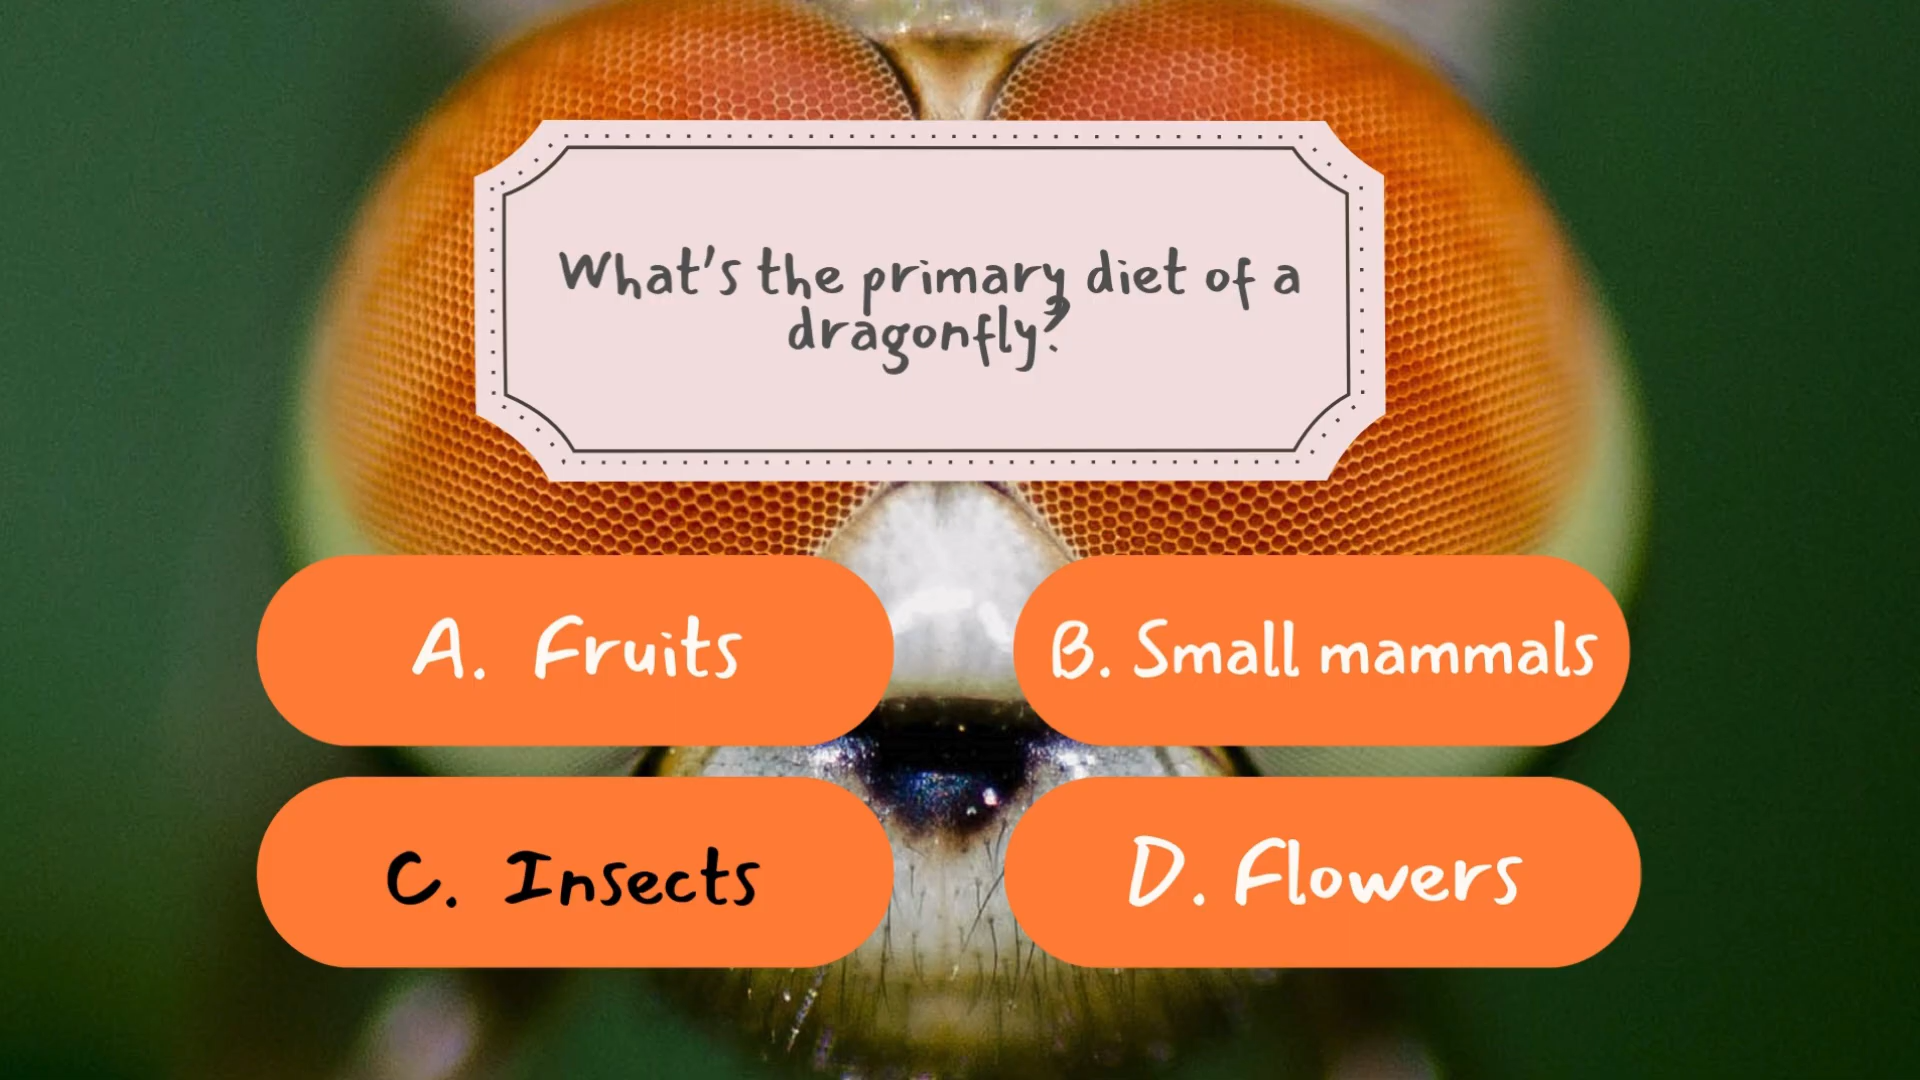 What's the primary diet of a
dragonfly?
A. Fruits
B. Small mammals
C. Insects
D. Flowers